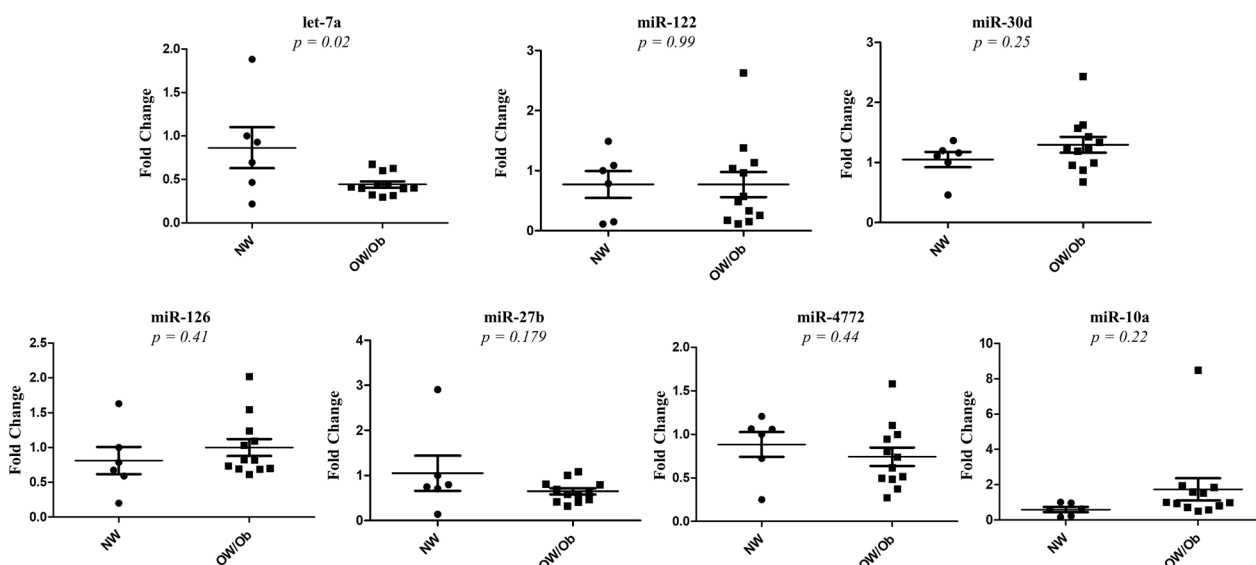 let-7a
p = 0.02
Fold Change
2.0
1.5
1.0
0.5
0.0
NW
OW/Ob
miR-122
p = 0.99
Fold Change
3
2
1
0
NW
OW/Ob
miR-30d
p = 0.25
Fold Change
3
2
1
0
NW
OW/Ob
miR-126
p = 0.41
Fold Change
2.5
2.0
1.5
1.0
0.5
0.0
NW
OW/Ob
miR-27b
p = 0.179
Fold Change
4
3
2
1
0
NW
OW/Ob
miR-4772
p = 0.44
Fold Change
2.0
1.5
1.0
0.5
0.0
NW
OW/Ob
miR-10a
p = 0.22
Fold Change
10
8
6
4
2
0
NW
OW/Ob